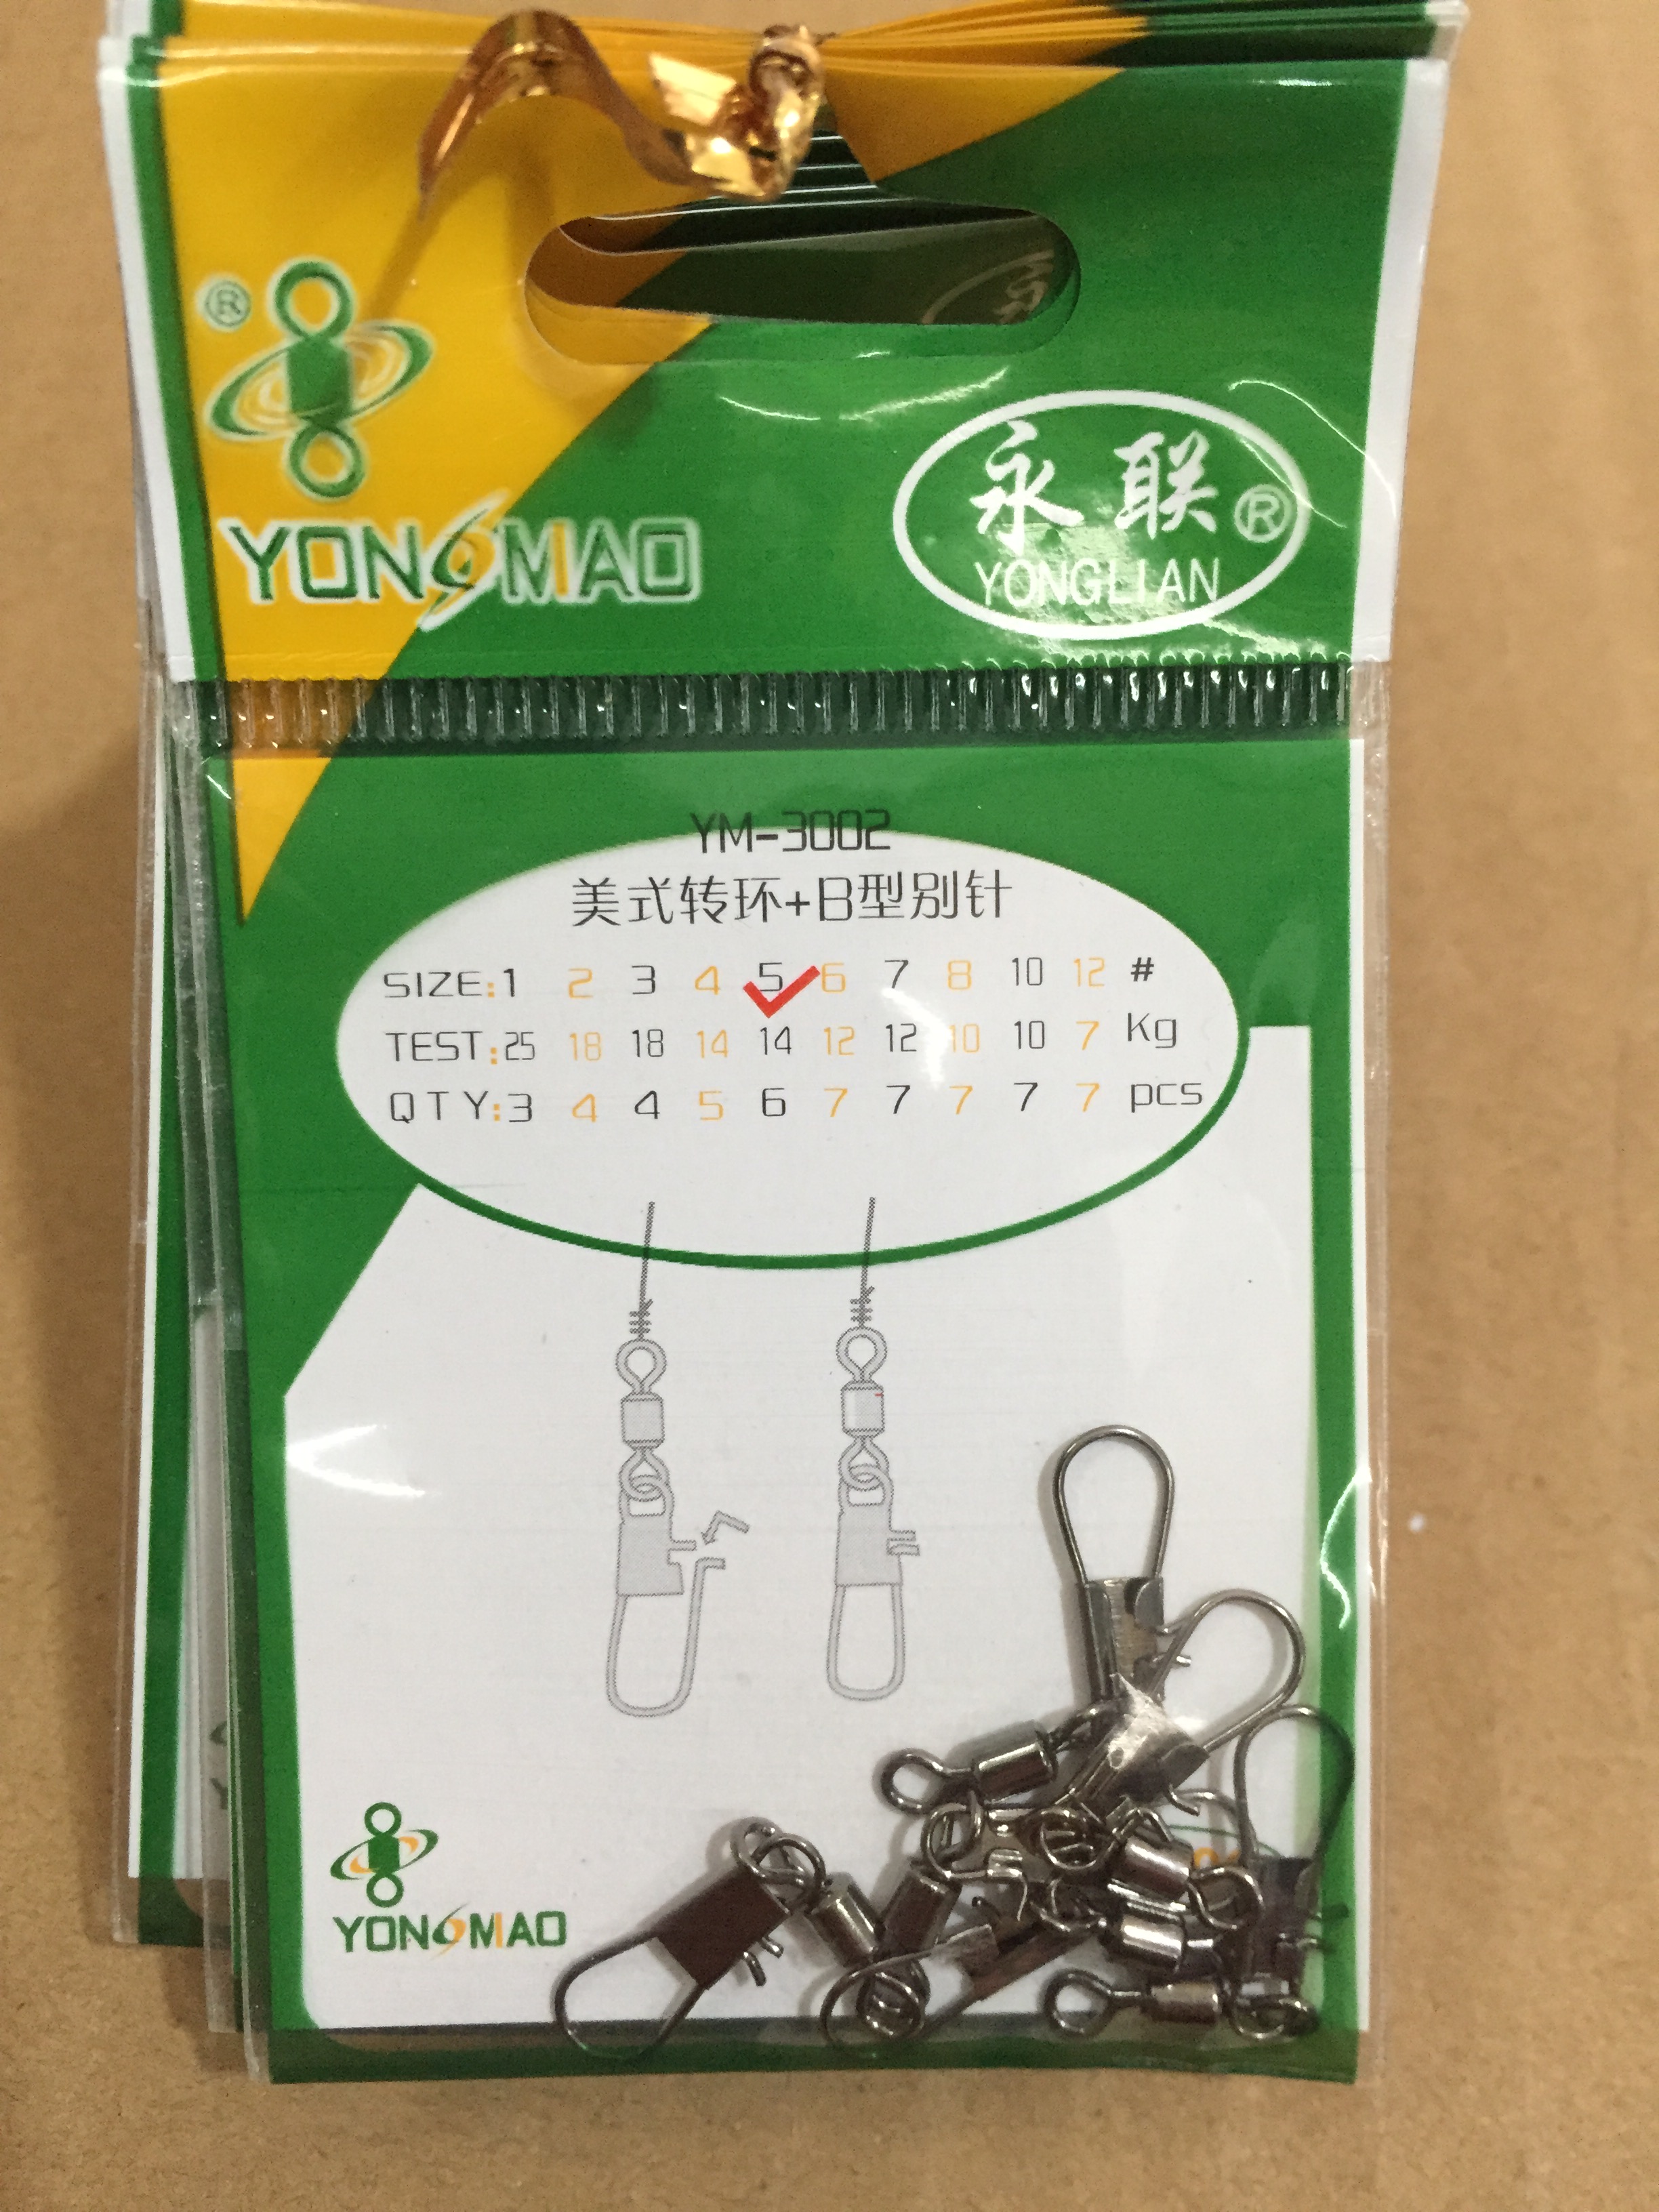 ®
YONGMAO
永联®
YONGLIAN
YM-3002
美式转环+B型别针
SIZE:1 2 3 4 5 6 7 8 10 12 #
TEST:25 18 18 14 14 12 12 10 10 7 Kg
QTY:3 4 4 5 6 7 7 7 7 7 pcs
YONGMAO